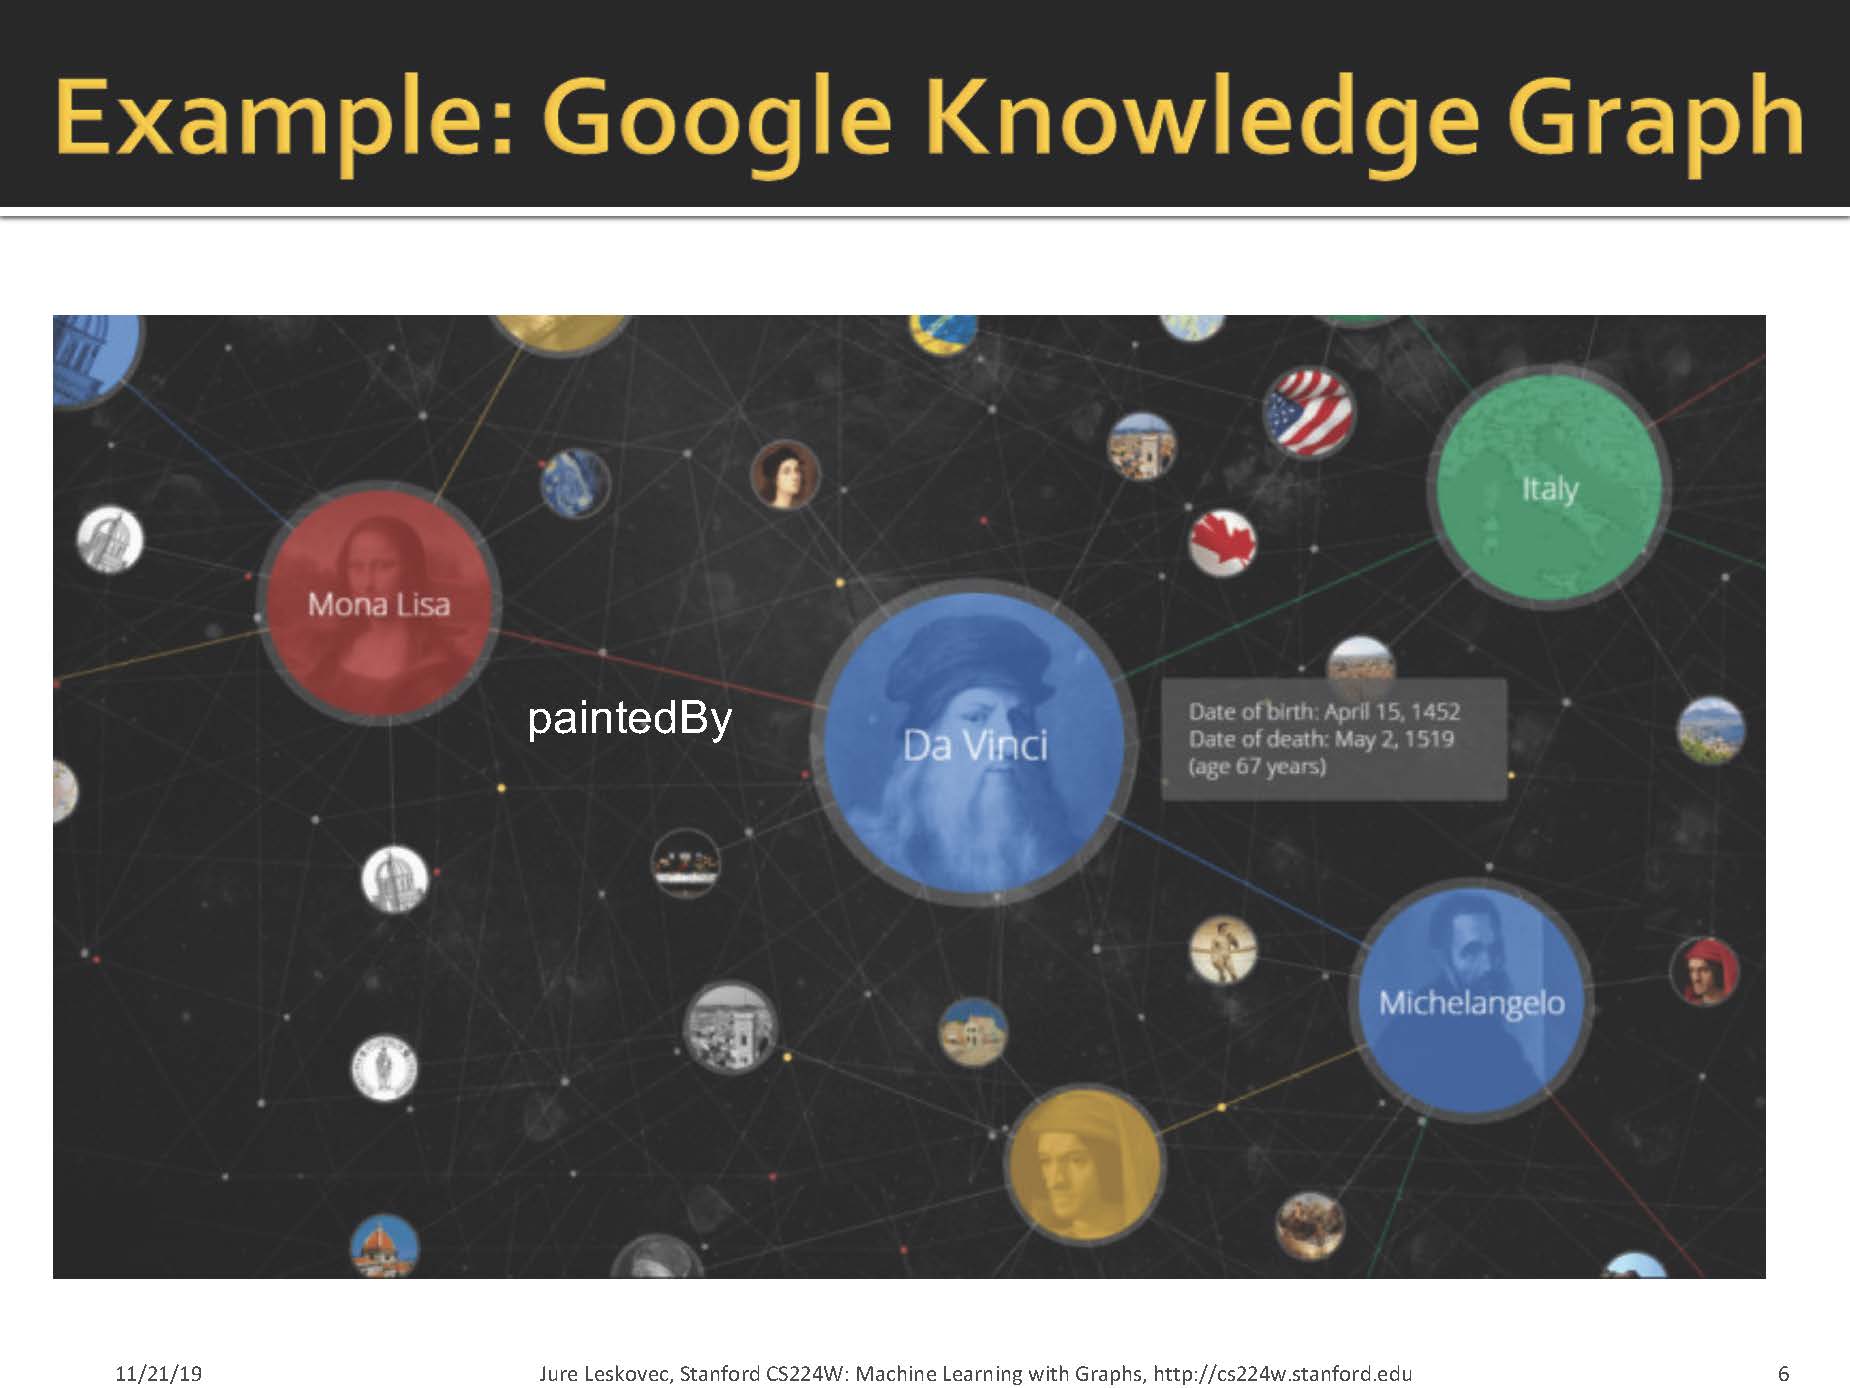 Example: Google Knowledge Graph
Italy
Mona Lisa
paintedBy
Da Vinci
Date of birth: April 15, 1452
Date of death: May 2, 1519
(age 67 years)
Michelangelo
11/21/19
Jure Leskovec, Stanford CS224W: Machine Learning with Graphs, http://cs224w.stanford.edu
6